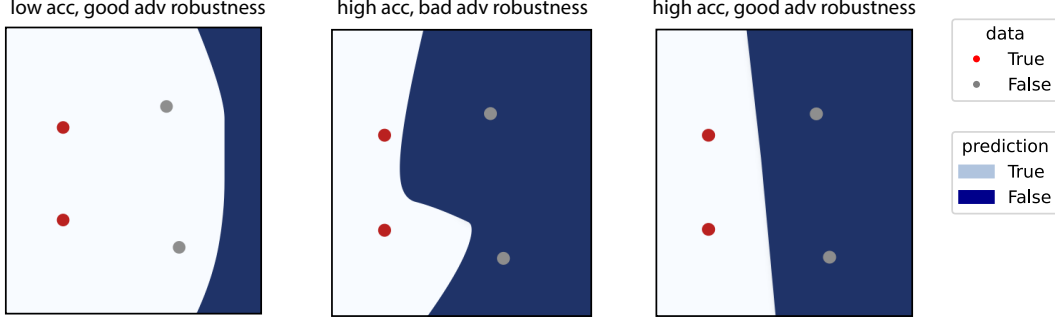 low acc, good adv robustness
high acc, bad adv robustness
high acc, good adv robustness
data
True
False
prediction
True
False